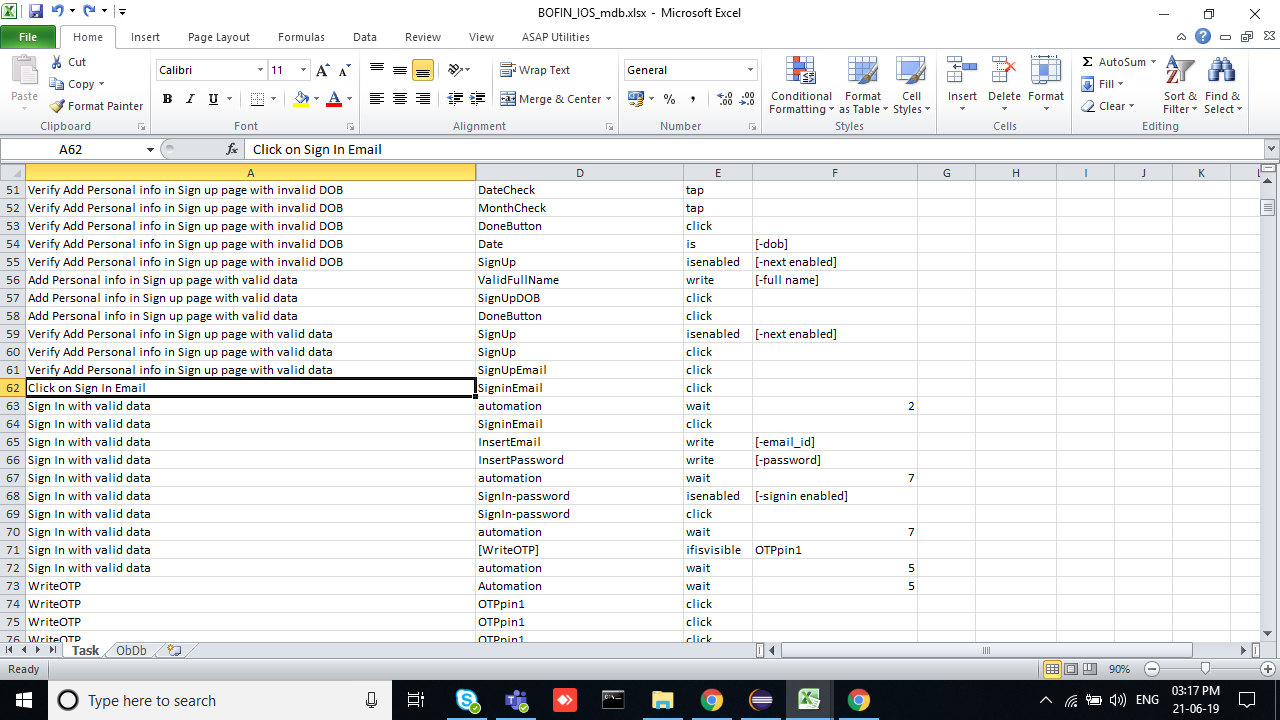 BOFIN_IOS_mdb.xlsx - Microsoft Excel
File Home Insert Page Layout Formulas Data Review View ASAP Utilities
Paste Cut Calibri 11 Wrap Text General Conditional Formatting Format as Table Cell Styles Insert Delete Format AutoSum Sort & Filter Find & Select
Copy Fill
Format Painter B I U A Merge & Center % , Clear
Clipboard Font Alignment Number Styles Cells Editing
A62 fx Click on Sign In Email
A D E F G H I J K L
51 Verify Add Personal info in Sign up page with invalid DOB DateCheck tap
52 Verify Add Personal info in Sign up page with invalid DOB MonthCheck tap
53 Verify Add Personal info in Sign up page with invalid DOB DoneButton click
54 Verify Add Personal info in Sign up page with invalid DOB Date is [-dob]
55 Verify Add Personal info in Sign up page with invalid DOB SignUp isenabled [-next enabled]
56 Add Personal info in Sign up page with valid data ValidFullName write [-full name]
57 Add Personal info in Sign up page with valid data SignUpDOB click
58 Add Personal info in Sign up page with valid data DoneButton click
59 Verify Add Personal info in Sign up page with valid data SignUp isenabled [-next enabled]
60 Verify Add Personal info in Sign up page with valid data SignUp click
61 Verify Add Personal info in Sign up page with valid data SignUpEmail click
62 Click on Sign In Email SigninEmail click
63 Sign In with valid data automation wait 2
64 Sign In with valid data SigninEmail click
65 Sign In with valid data InsertEmail write [-email_id]
66 Sign In with valid data InsertPassword write [-password]
67 Sign In with valid data automation wait 7
68 Sign In with valid data SignIn-password isenabled [-signin enabled]
69 Sign In with valid data SignIn-password click
70 Sign In with valid data automation wait 7
71 Sign In with valid data [WriteOTP] ifisvisible OTPpin1
72 Sign In with valid data automation wait 5
73 WriteOTP Automation wait 5
74 WriteOTP OTPpin1 click
75 WriteOTP OTPpin1 click
76 WriteOTP OTPpin1 click
Task ObDb
Ready 90%
Type here to search ENG 03:17 PM
21-06-19